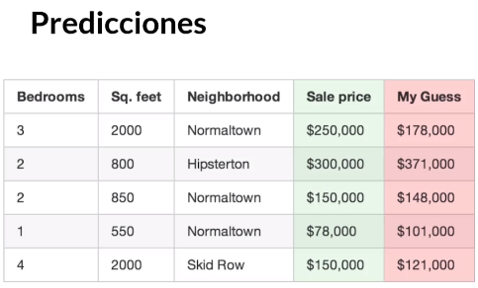 Predicciones
Bedrooms Sq. feet Neighborhood Sale price My Guess
3 2000 Normaltown $250,000 $178,000
2 800 Hipsterton $300,000 $371,000
2 850 Normaltown $150,000 $148,000
1 550 Normaltown $78,000 $101,000
4 2000 Skid Row $150,000 $121,000